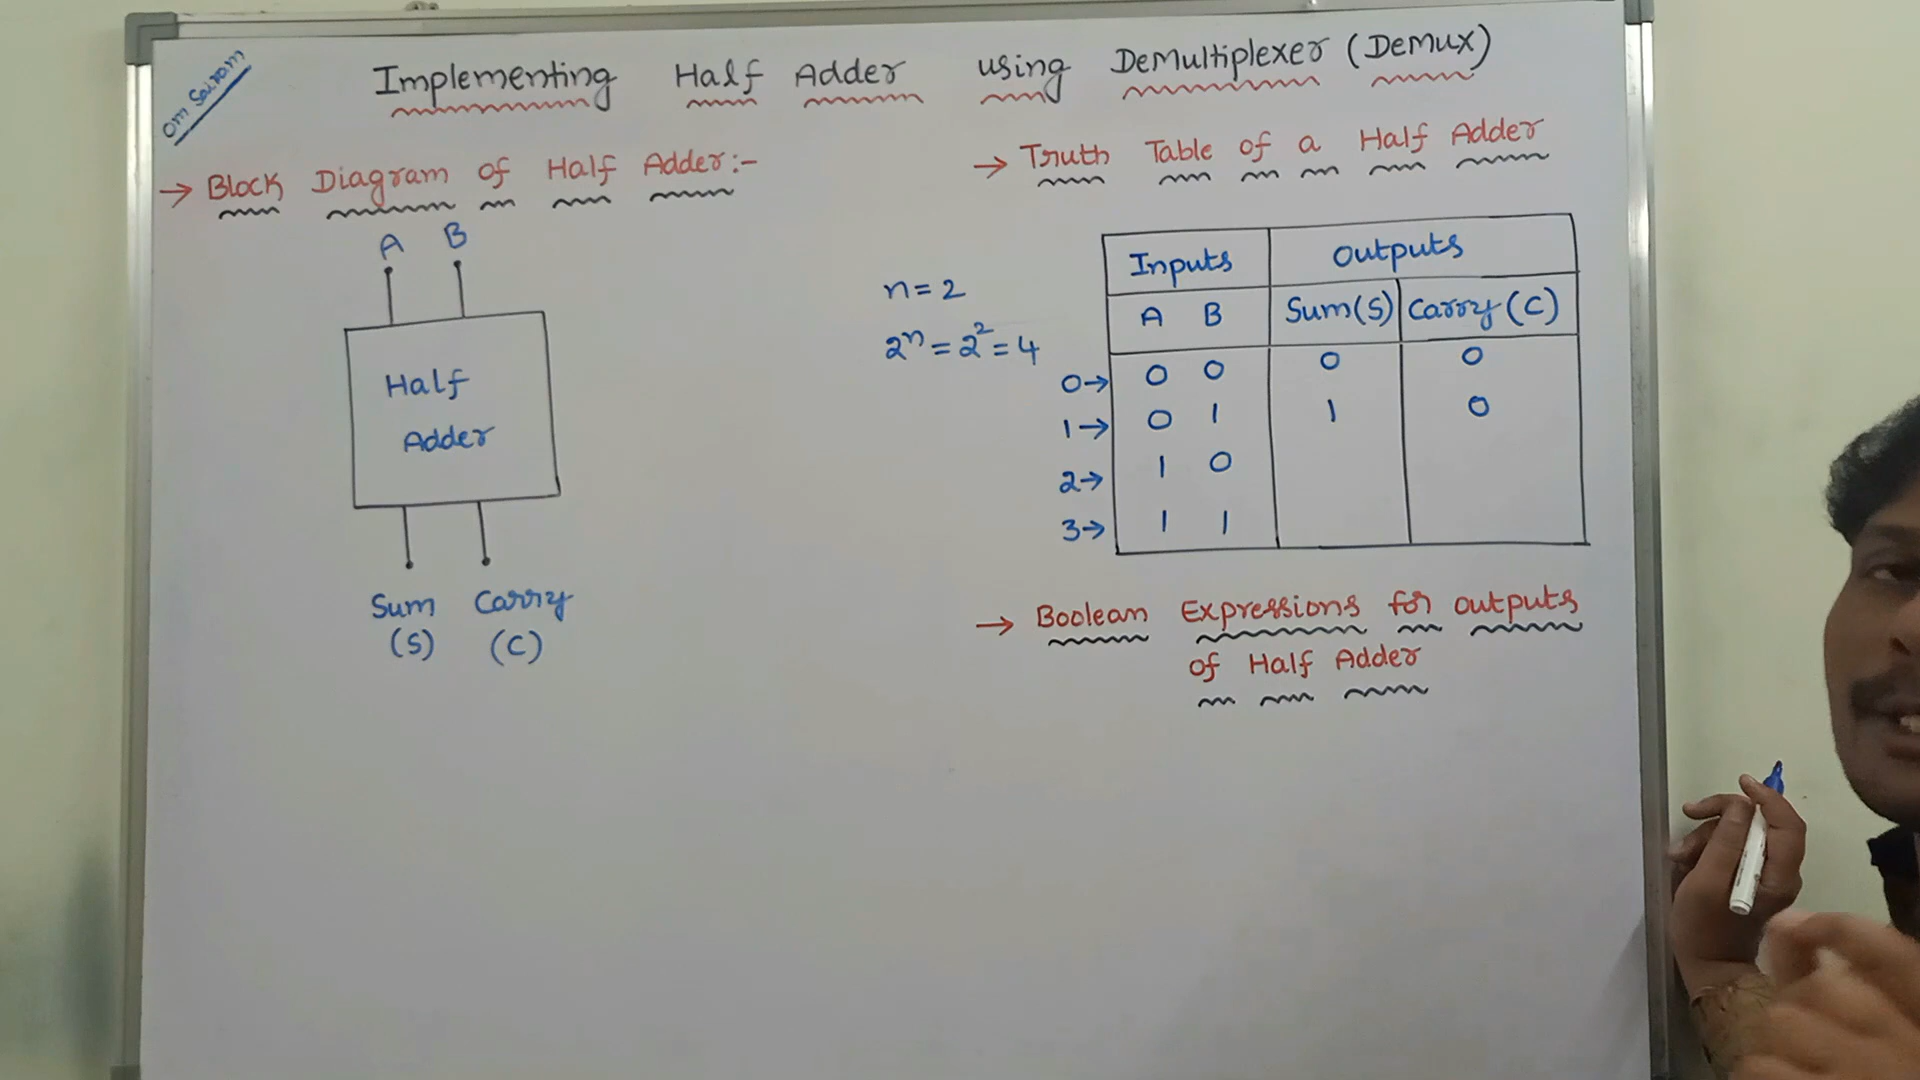 Om Sairam
Implementing Half Adder using DeMultiplexer (DeMux)
→ Block Diagram of Half Adder:-
A B
Half
Adder
Sum Carry
(S) (C)
→ Truth Table of a Half Adder
n = 2
2ⁿ = 2² = 4
Inputs Outputs
A B Sum(S) Carry (C)
0→ 0 0 0 0
1→ 0 1 1 0
2→ 1 0
3→ 1 1
→ Boolean Expressions for outputs
of Half Adder